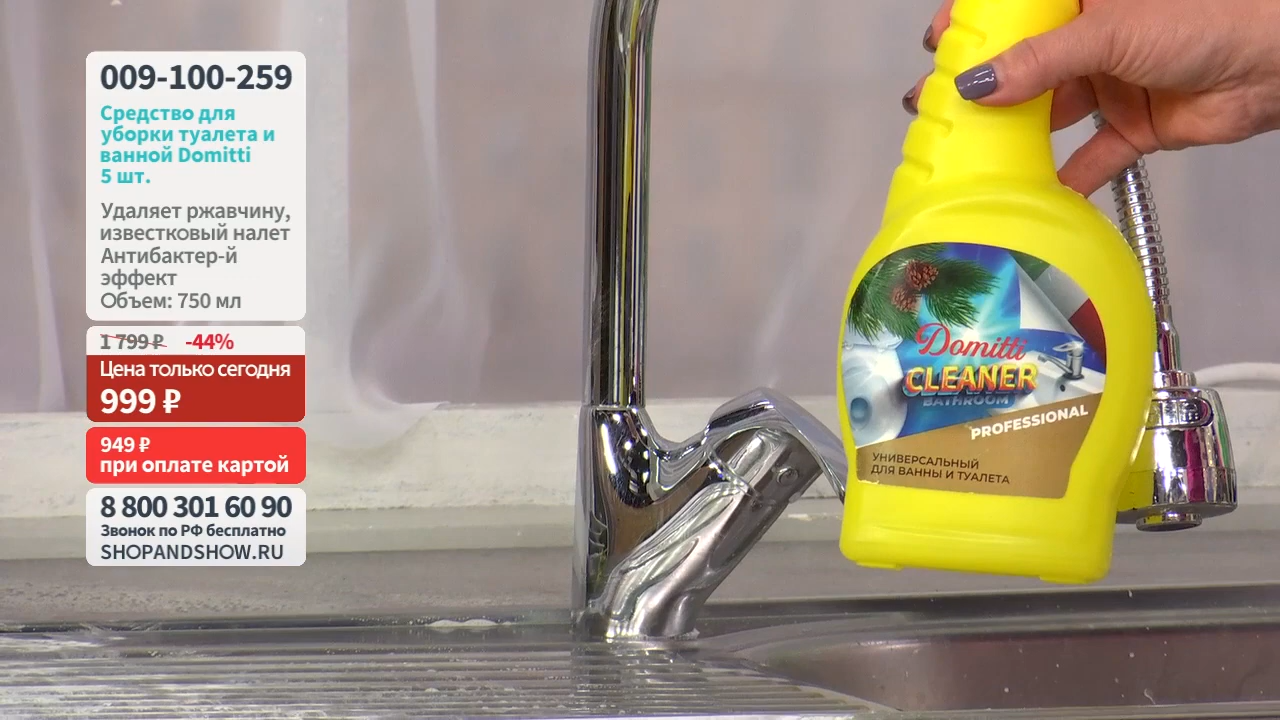 009-100-259
Средство для
уборки туалета и
ванной Domitti
5 шт.
Удаляет ржавчину,
известковый налет
Антибактер-й
эффект
Объем: 750 мл
1 799 ₽ -44%
Цена только сегодня
999 ₽
949 ₽
при оплате картой
8 800 301 60 90
Звонок по РФ бесплатно
SHOPANDSHOW.RU
Domitti
CLEANER
BATHROOM
PROFESSIONAL
УНИВЕРСАЛЬНЫЙ
ДЛЯ ВАННЫ И ТУАЛЕТА